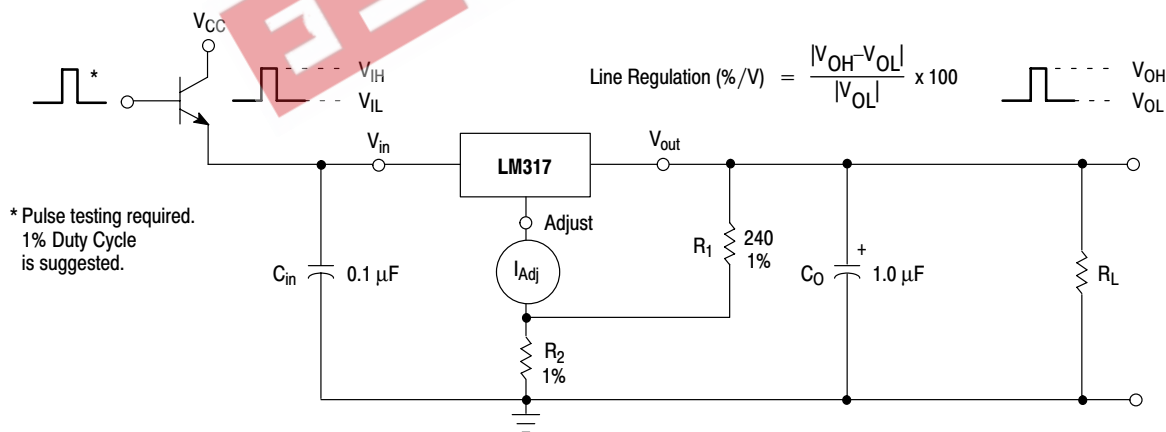 V_CC
*
V_IH
V_IL
Line Regulation (%/V) = |V_OH–V_OL| / |V_OL| x 100
V_OH
V_OL
V_in
LM317
V_out
* Pulse testing required.
1% Duty Cycle
is suggested.
Adjust
I_Adj
C_in
0.1 μF
R_1
240
1%
C_O
+
1.0 μF
R_L
R_2
1%